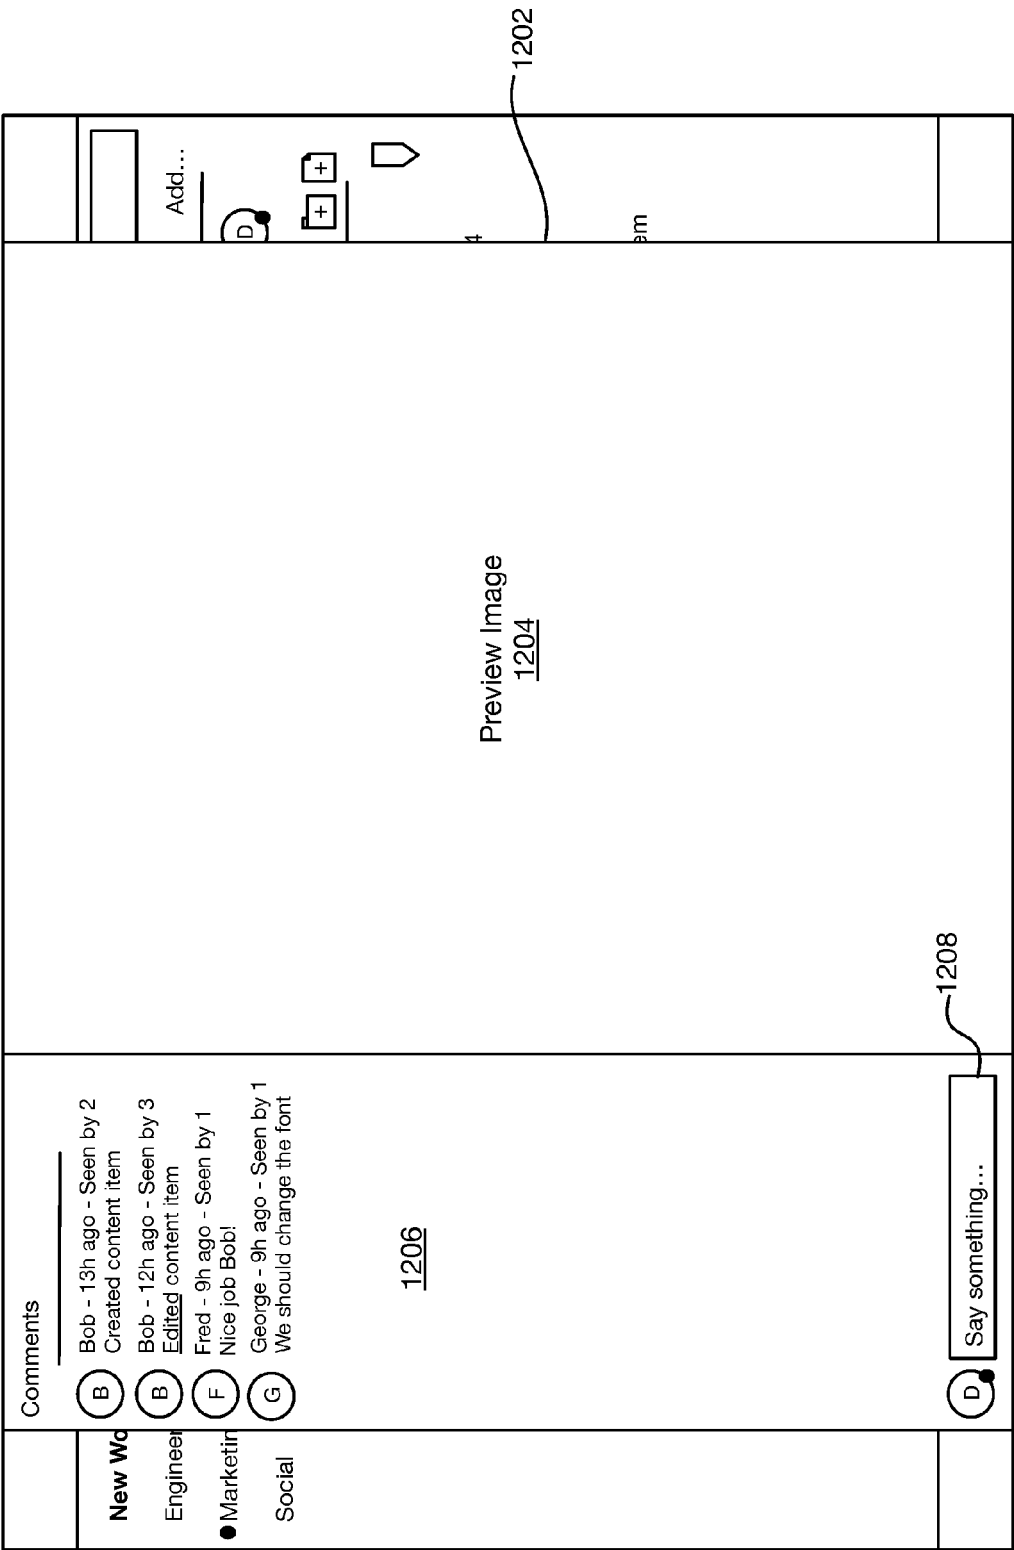 Comments
B
Bob - 13h ago - Seen by 2
Created content item
B
Bob - 12h ago - Seen by 3
Edited content item
F
Fred - 9h ago - Seen by 1
Nice job Bob!
G
George - 9h ago - Seen by 1
We should change the font
1206
D
Say something...
1208
New Wo
Engineer
Marketin
Social
Preview Image
1204
Add...
D
+
+
4
em
1202